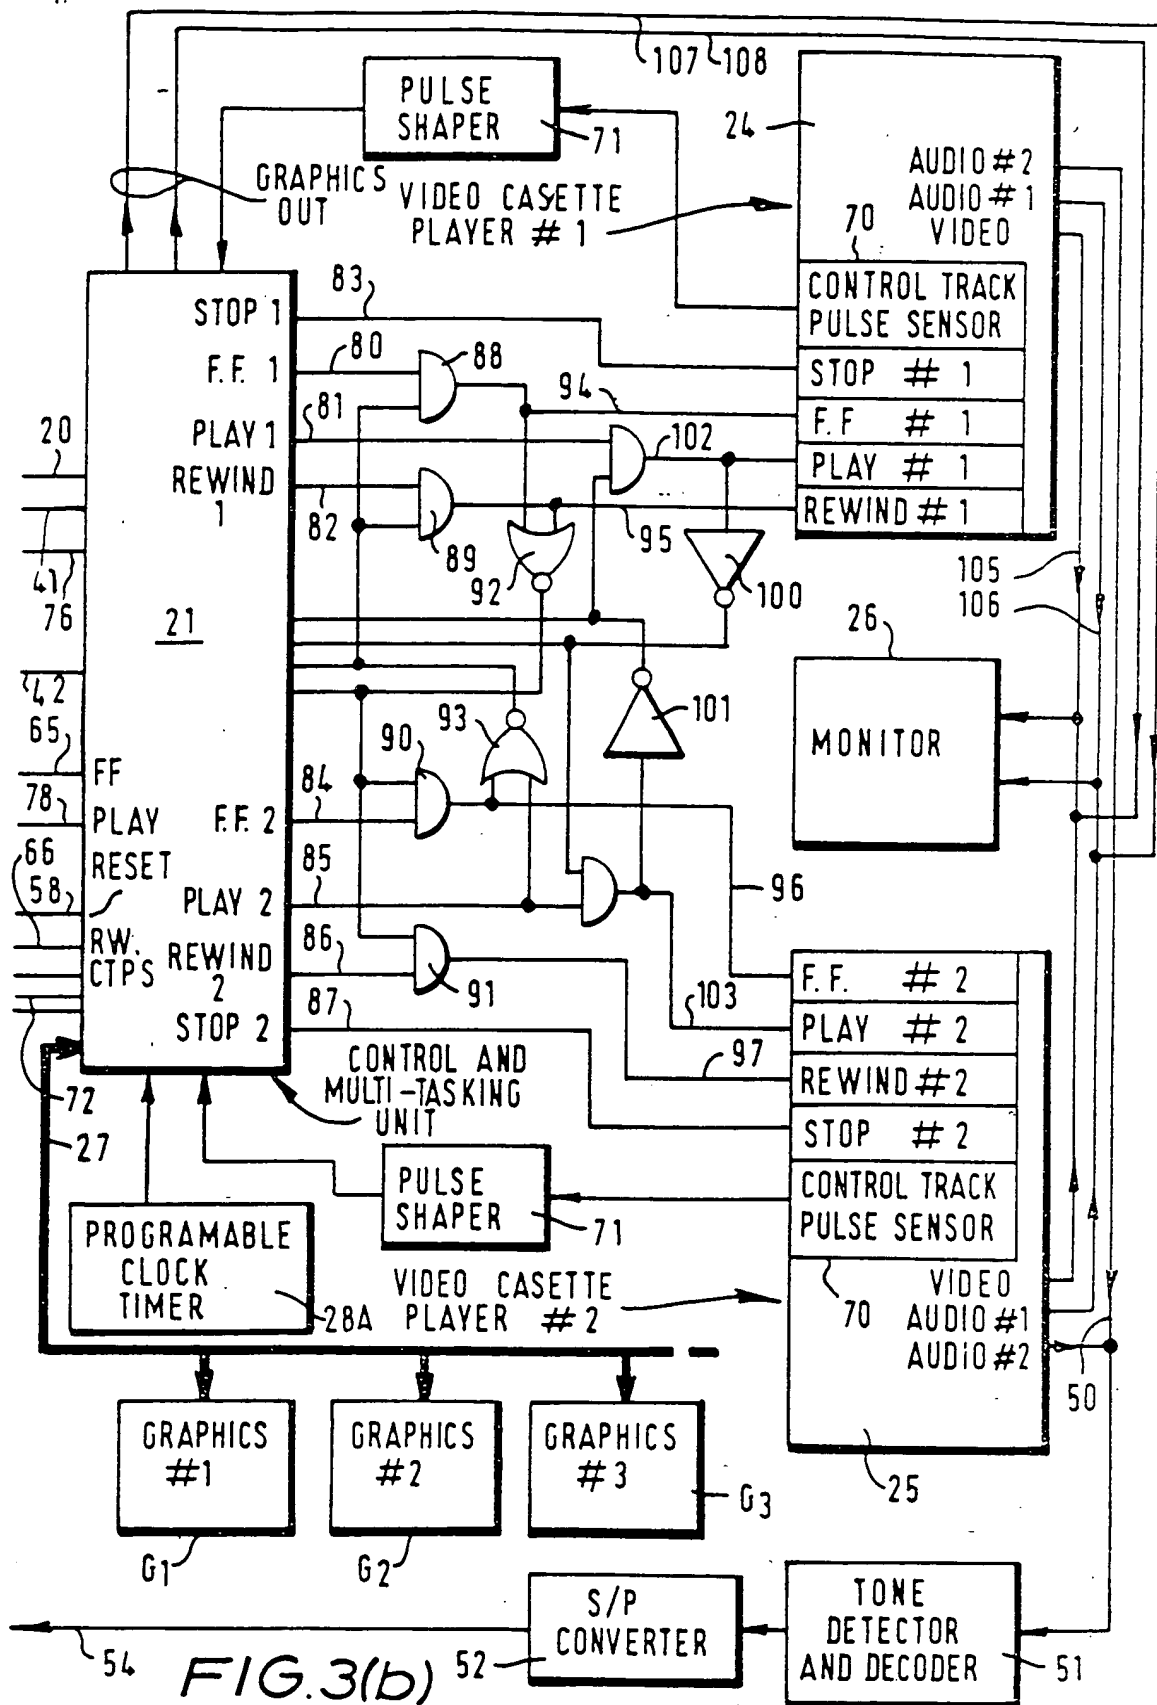 107 108
PULSE
SHAPER
71
24
AUDIO #2
AUDIO #1
VIDEO
GRAPHICS
OUT
VIDEO CASETTE
PLAYER # 1
70
CONTROL TRACK
PULSE SENSOR
STOP # 1
F.F # 1
PLAY # 1
REWIND # 1
83
STOP 1
80
88
F.F. 1
94
81
PLAY 1
102
20
REWIND
1
82
89
92
95
100
41
76
21
105
106
26
42
101
93
90
MONITOR
65
FF
84
78
PLAY
F.F. 2
66
RESET
85
58
PLAY 2
96
RW.
CTPS
REWIND
2
86
91
87
STOP 2
103
97
F.F. # 2
PLAY # 2
REWIND # 2
STOP # 2
CONTROL TRACK
PULSE SENSOR
70
VIDEO
AUDIO #1
AUDIO #2
72
27
CONTROL AND
MULTI-TASKING
UNIT
PULSE
SHAPER
71
PROGRAMABLE
CLOCK
TIMER
28A
VIDEO CASETTE
PLAYER # 2
50
25
GRAPHICS
#1
G1
GRAPHICS
#2
G2
GRAPHICS
#3
G3
S/P
CONVERTER
52
TONE
DETECTOR
AND DECODER
51
54
FIG.3(b)